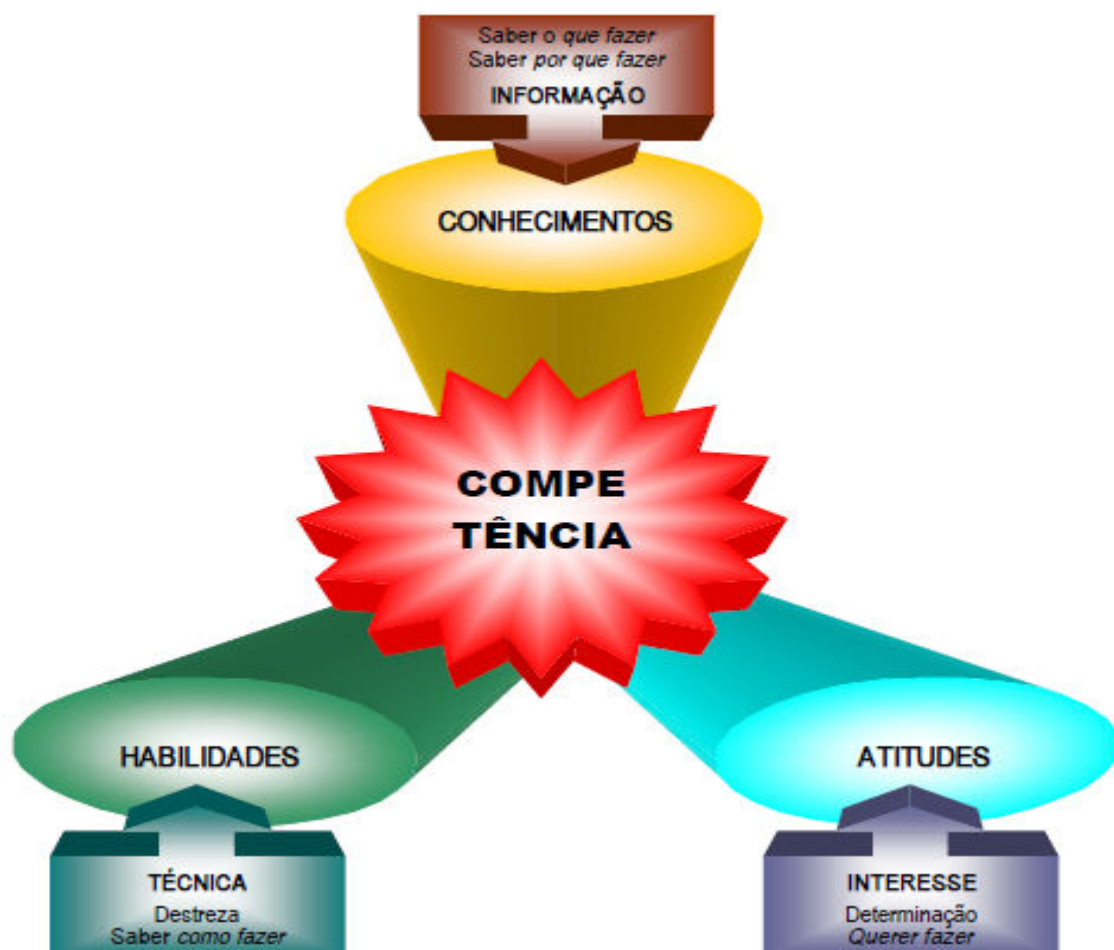 Saber o que fazer
Saber por que fazer
INFORMAÇÃO
CONHECIMENTOS
COMPE
TÊNCIA
HABILIDADES
TÉCNICA
Destreza
Saber como fazer
ATITUDES
INTERESSE
Determinação
Querer fazer